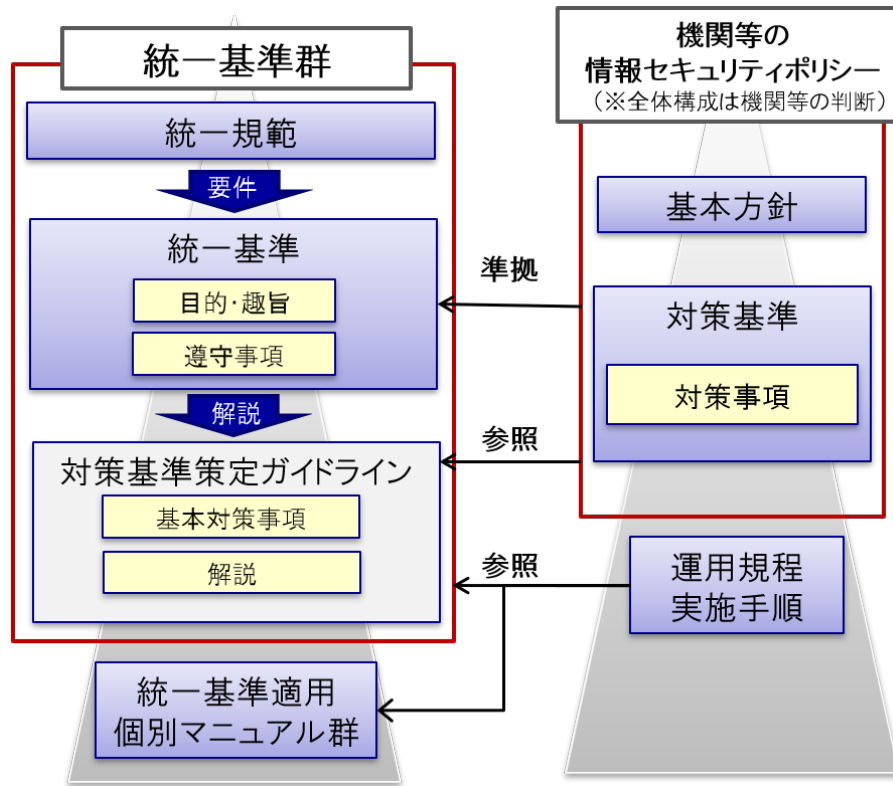 統一基準群
統一規範
要件
統一基準
目的・趣旨
遵守事項
解説
対策基準策定ガイドライン
基本対策事項
解説
統一基準適用
個別マニュアル群
準拠
参照
参照
機関等の
情報セキュリティポリシー
（※全体構成は機関等の判断）
基本方針
対策基準
対策事項
運用規程
実施手順